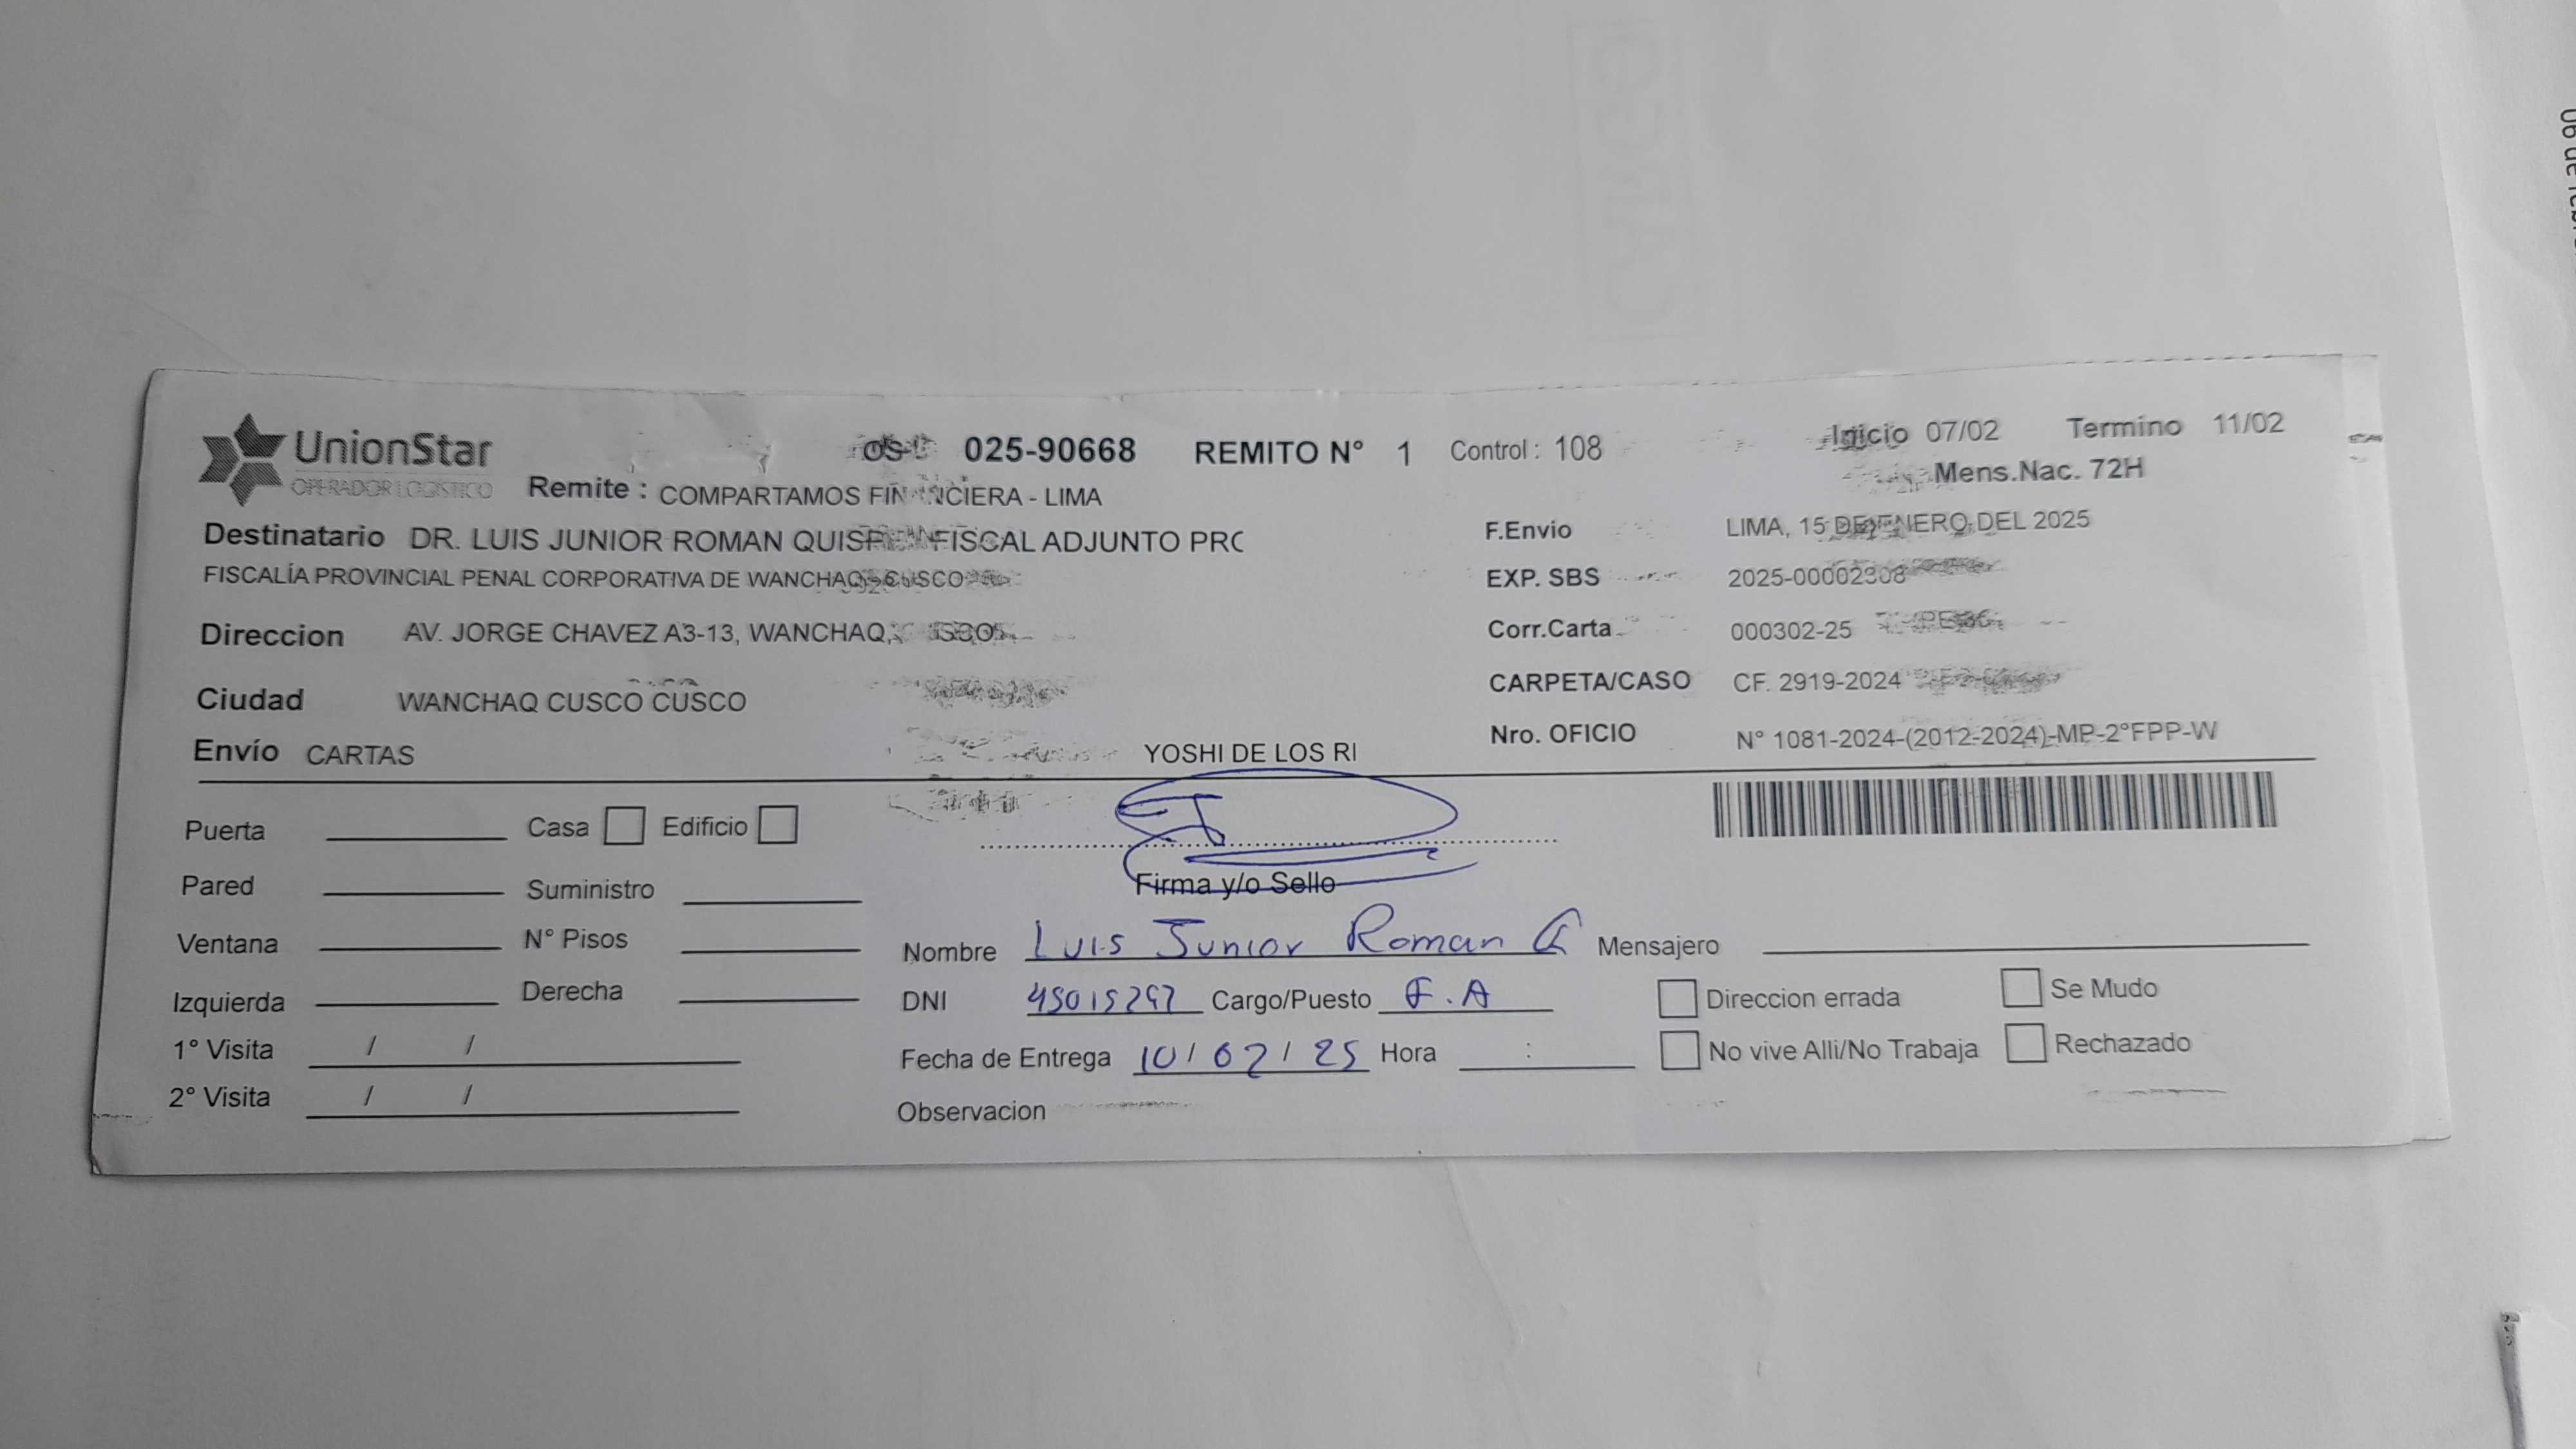 UnionStar
OPERADOR LOGISTICO
025-90668 REMITO N° 1 Control : 108
Inicio 07/02 Termino 11/02
Mens.Nac. 72H
Remite : COMPARTAMOS FINANCIERA - LIMA
Destinatario DR. LUIS JUNIOR ROMAN FISCAL ADJUNTO PRO
FISCALÍA PROVINCIAL PENAL CORPORATIVA DE WANCHAQ - CUSCO
Direccion AV. JORGE CHAVEZ A3-13, WANCHAQ,
Ciudad WANCHAQ CUSCO CUSCO
Envío CARTAS
YOSHI DE LOS RI
F.Envio LIMA, 15 DE ENERO DEL 2025
EXP. SBS 2025-00002308
Corr.Carta 000302-25
CARPETA/CASO CF. 2919-2024
Nro. OFICIO N° 1081-2024-(2012-2024)-MP-2°FPP-W
Puerta Casa Edificio
Pared Suministro
Ventana N° Pisos
Izquierda Derecha
1° Visita / /
2° Visita / /
Firma y/o Sello
Nombre Luis Junior Roman Mensajero
DNI 45015297 Cargo/Puesto F.A
Fecha de Entrega 10/02/25 Hora :
Observacion
Direccion errada Se Mudo
No vive Alli/No Trabaja Rechazado